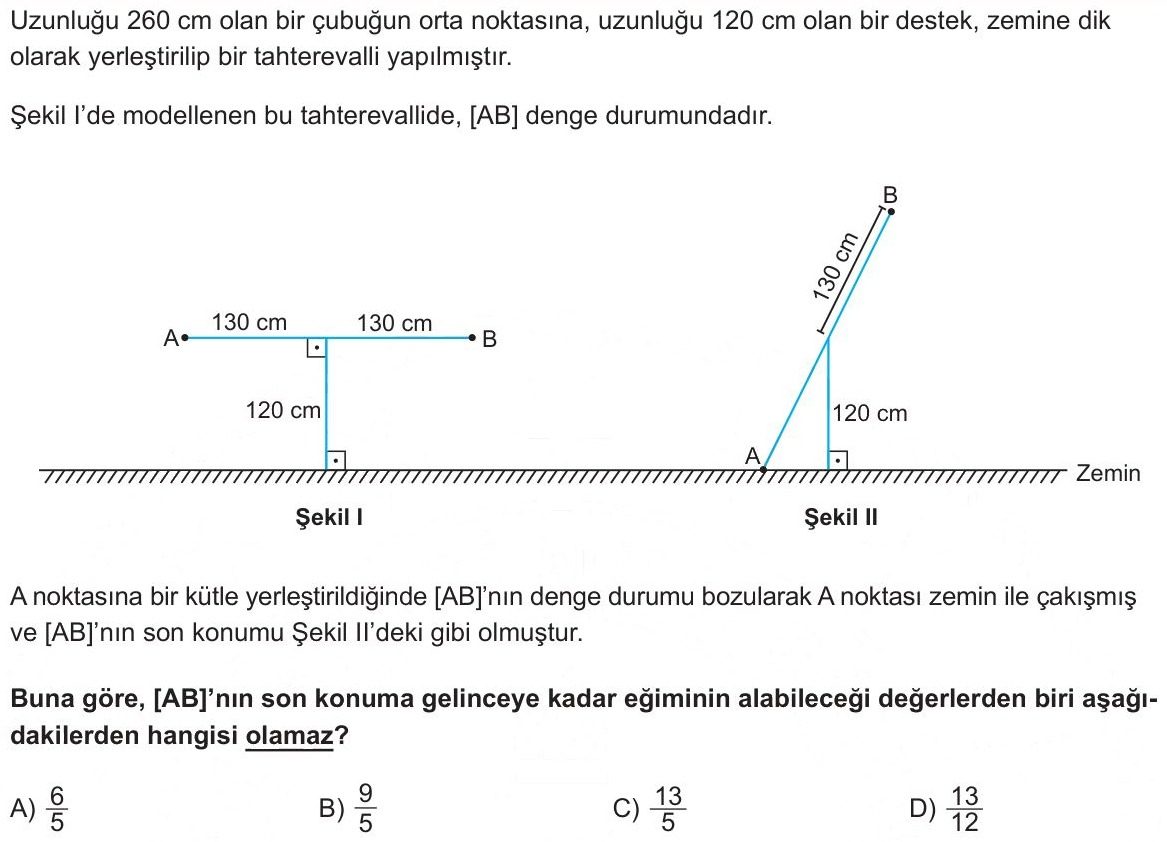 Uzunluğu 260 cm olan bir çubuğun orta noktasına, uzunluğu 120 cm olan bir destek, zemine dik
olarak yerleştirilip bir tahterevalli yapılmıştır.
Şekil I'de modellenen bu tahterevallide, [AB] denge durumundadır.
B
130 cm
130 cm
130 cm
A
B
120 cm
120 cm
A
Zemin
Şekil I
Şekil II
A noktasına bir kütle yerleştirildiğinde [AB]'nın denge durumu bozularak A noktası zemin ile çakışmış
ve [AB]'nın son konumu Şekil II'deki gibi olmuştur.
Buna göre, [AB]'nın son konuma gelinceye kadar eğiminin alabileceği değerlerden biri aşağı-
dakilerden hangisi olamaz?
A) 6/5 B) 9/5 C) 13/5 D) 13/12